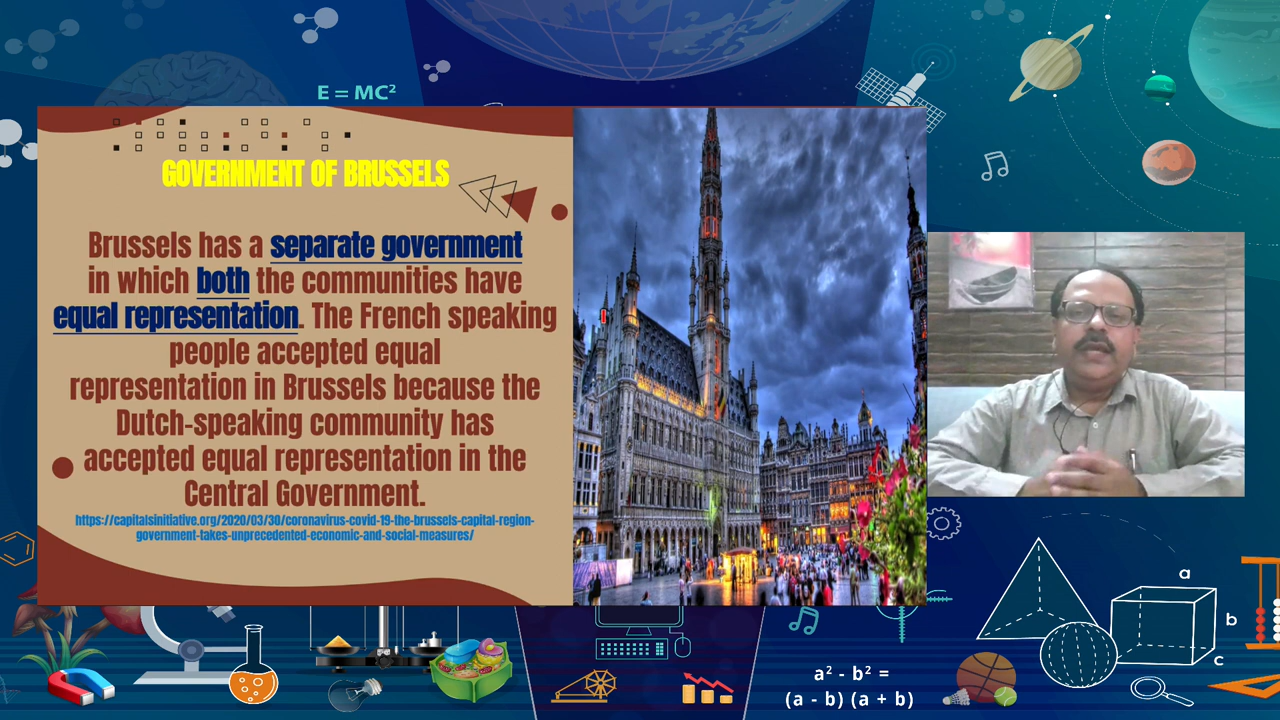 E = MC²
GOVERNMENT OF BRUSSELS
Brussels has a separate government
in which both the communities have
equal representation. The French speaking
people accepted equal
representation in Brussels because the
Dutch-speaking community has
accepted equal representation in the
Central Government.
https://capitalsinitiative.org/2020/03/30/coronavirus-covid-19-the-brussels-capital-region-
government-takes-unprecedented-economic-and-social-measures/
a
b
c
a² - b² =
(a - b) (a + b)